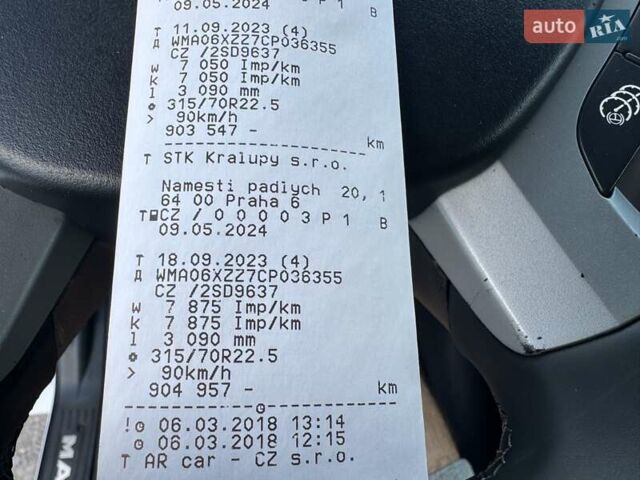 3 P 1 B
09.05.2024
auto RIA.com
T 11.09.2023 (4)
Д WMA06XZZ7CP036355
CZ /2SD9637
w 7 050 Imp/km
k 7 050 Imp/km
l 3 090 mm
315/70R22.5
> 90km/h
903 547 - km
T STK Kralupy s.r.o.
Namesti padlych 20, 1
64 00 Praha 6
T CZ / 0 0 0 0 3 P 1 B
09.05.2024
T 18.09.2023 (4)
Д WMA06XZZ7CP036355
CZ /2SD9637
w 7 875 Imp/km
k 7 875 Imp/km
l 3 090 mm
315/70R22.5
> 90km/h
904 957 - km
! 06.03.2018 13:14
06.03.2018 12:15
T AR car - CZ s.r.o.
MA